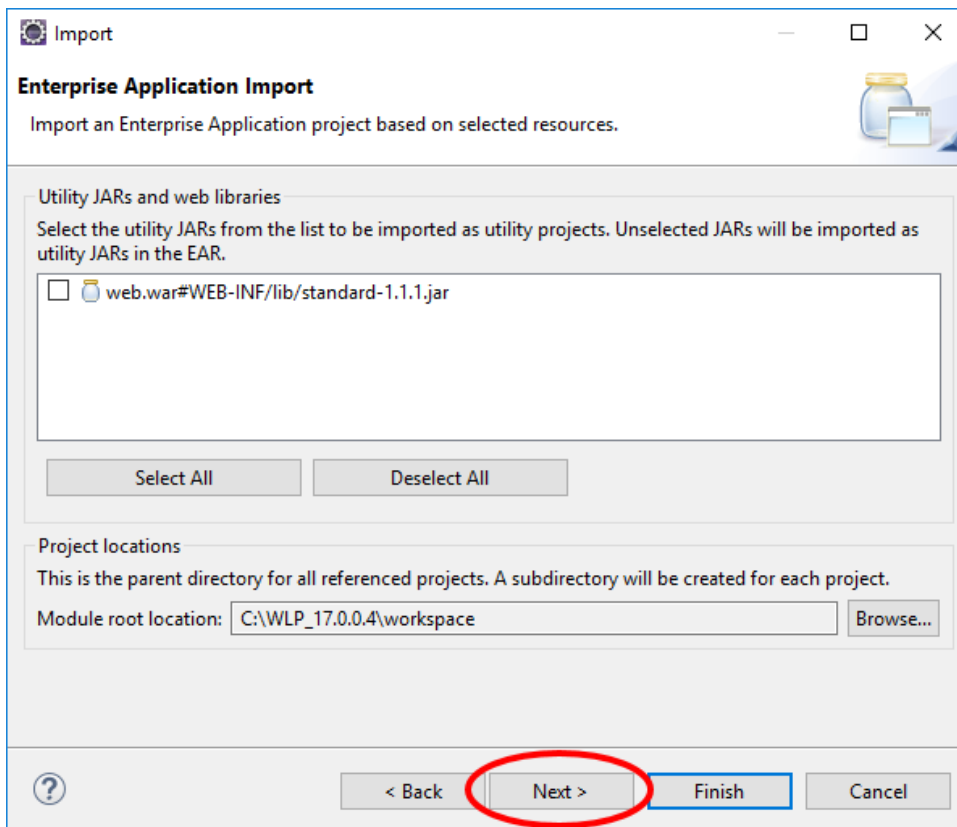 Import
Enterprise Application Import
Import an Enterprise Application project based on selected resources.
Utility JARs and web libraries
Select the utility JARs from the list to be imported as utility projects. Unselected JARs will be imported as
utility JARs in the EAR.
web.war#WEB-INF/lib/standard-1.1.1.jar
Select All Deselect All
Project locations
This is the parent directory for all referenced projects. A subdirectory will be created for each project.
Module root location: C:\WLP_17.0.0.4\workspace Browse...
? < Back Next > Finish Cancel